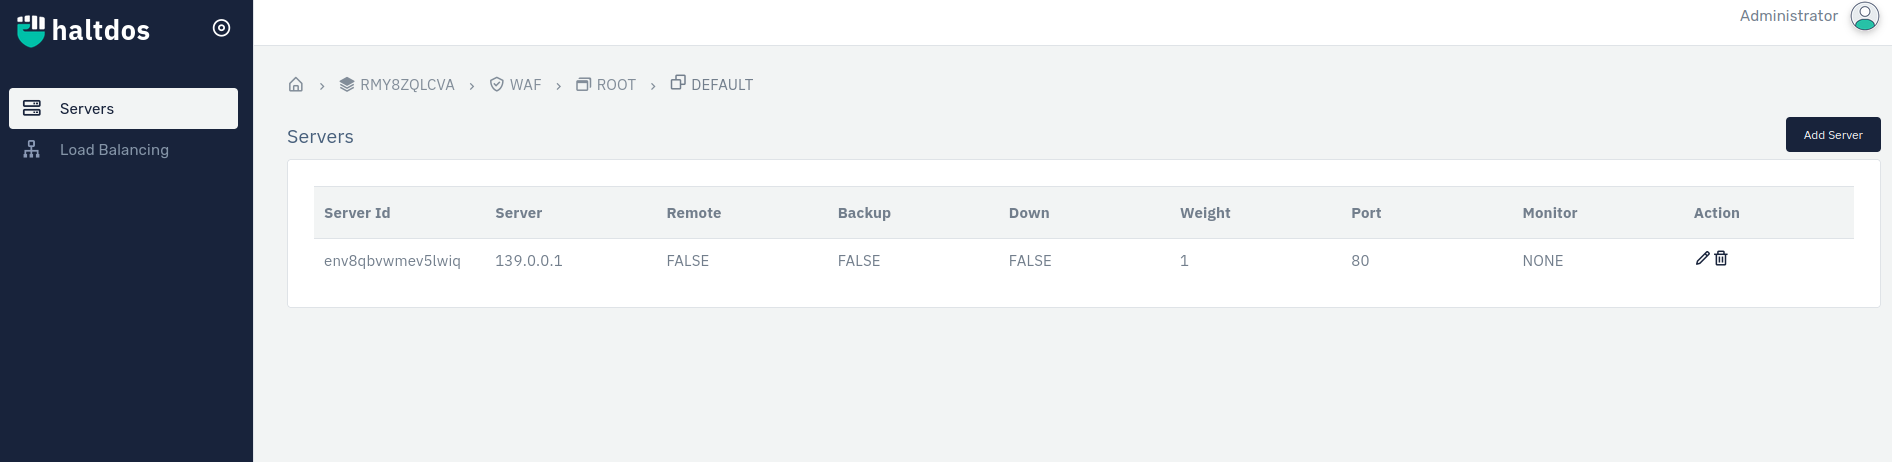 haltdos
Administrator
Servers
Load Balancing
RMY8ZQLCVA > WAF > ROOT > DEFAULT
Servers
Add Server
Server Id Server Remote Backup Down Weight Port Monitor Action
env8qbvwmev5lwiq 139.0.0.1 FALSE FALSE FALSE 1 80 NONE